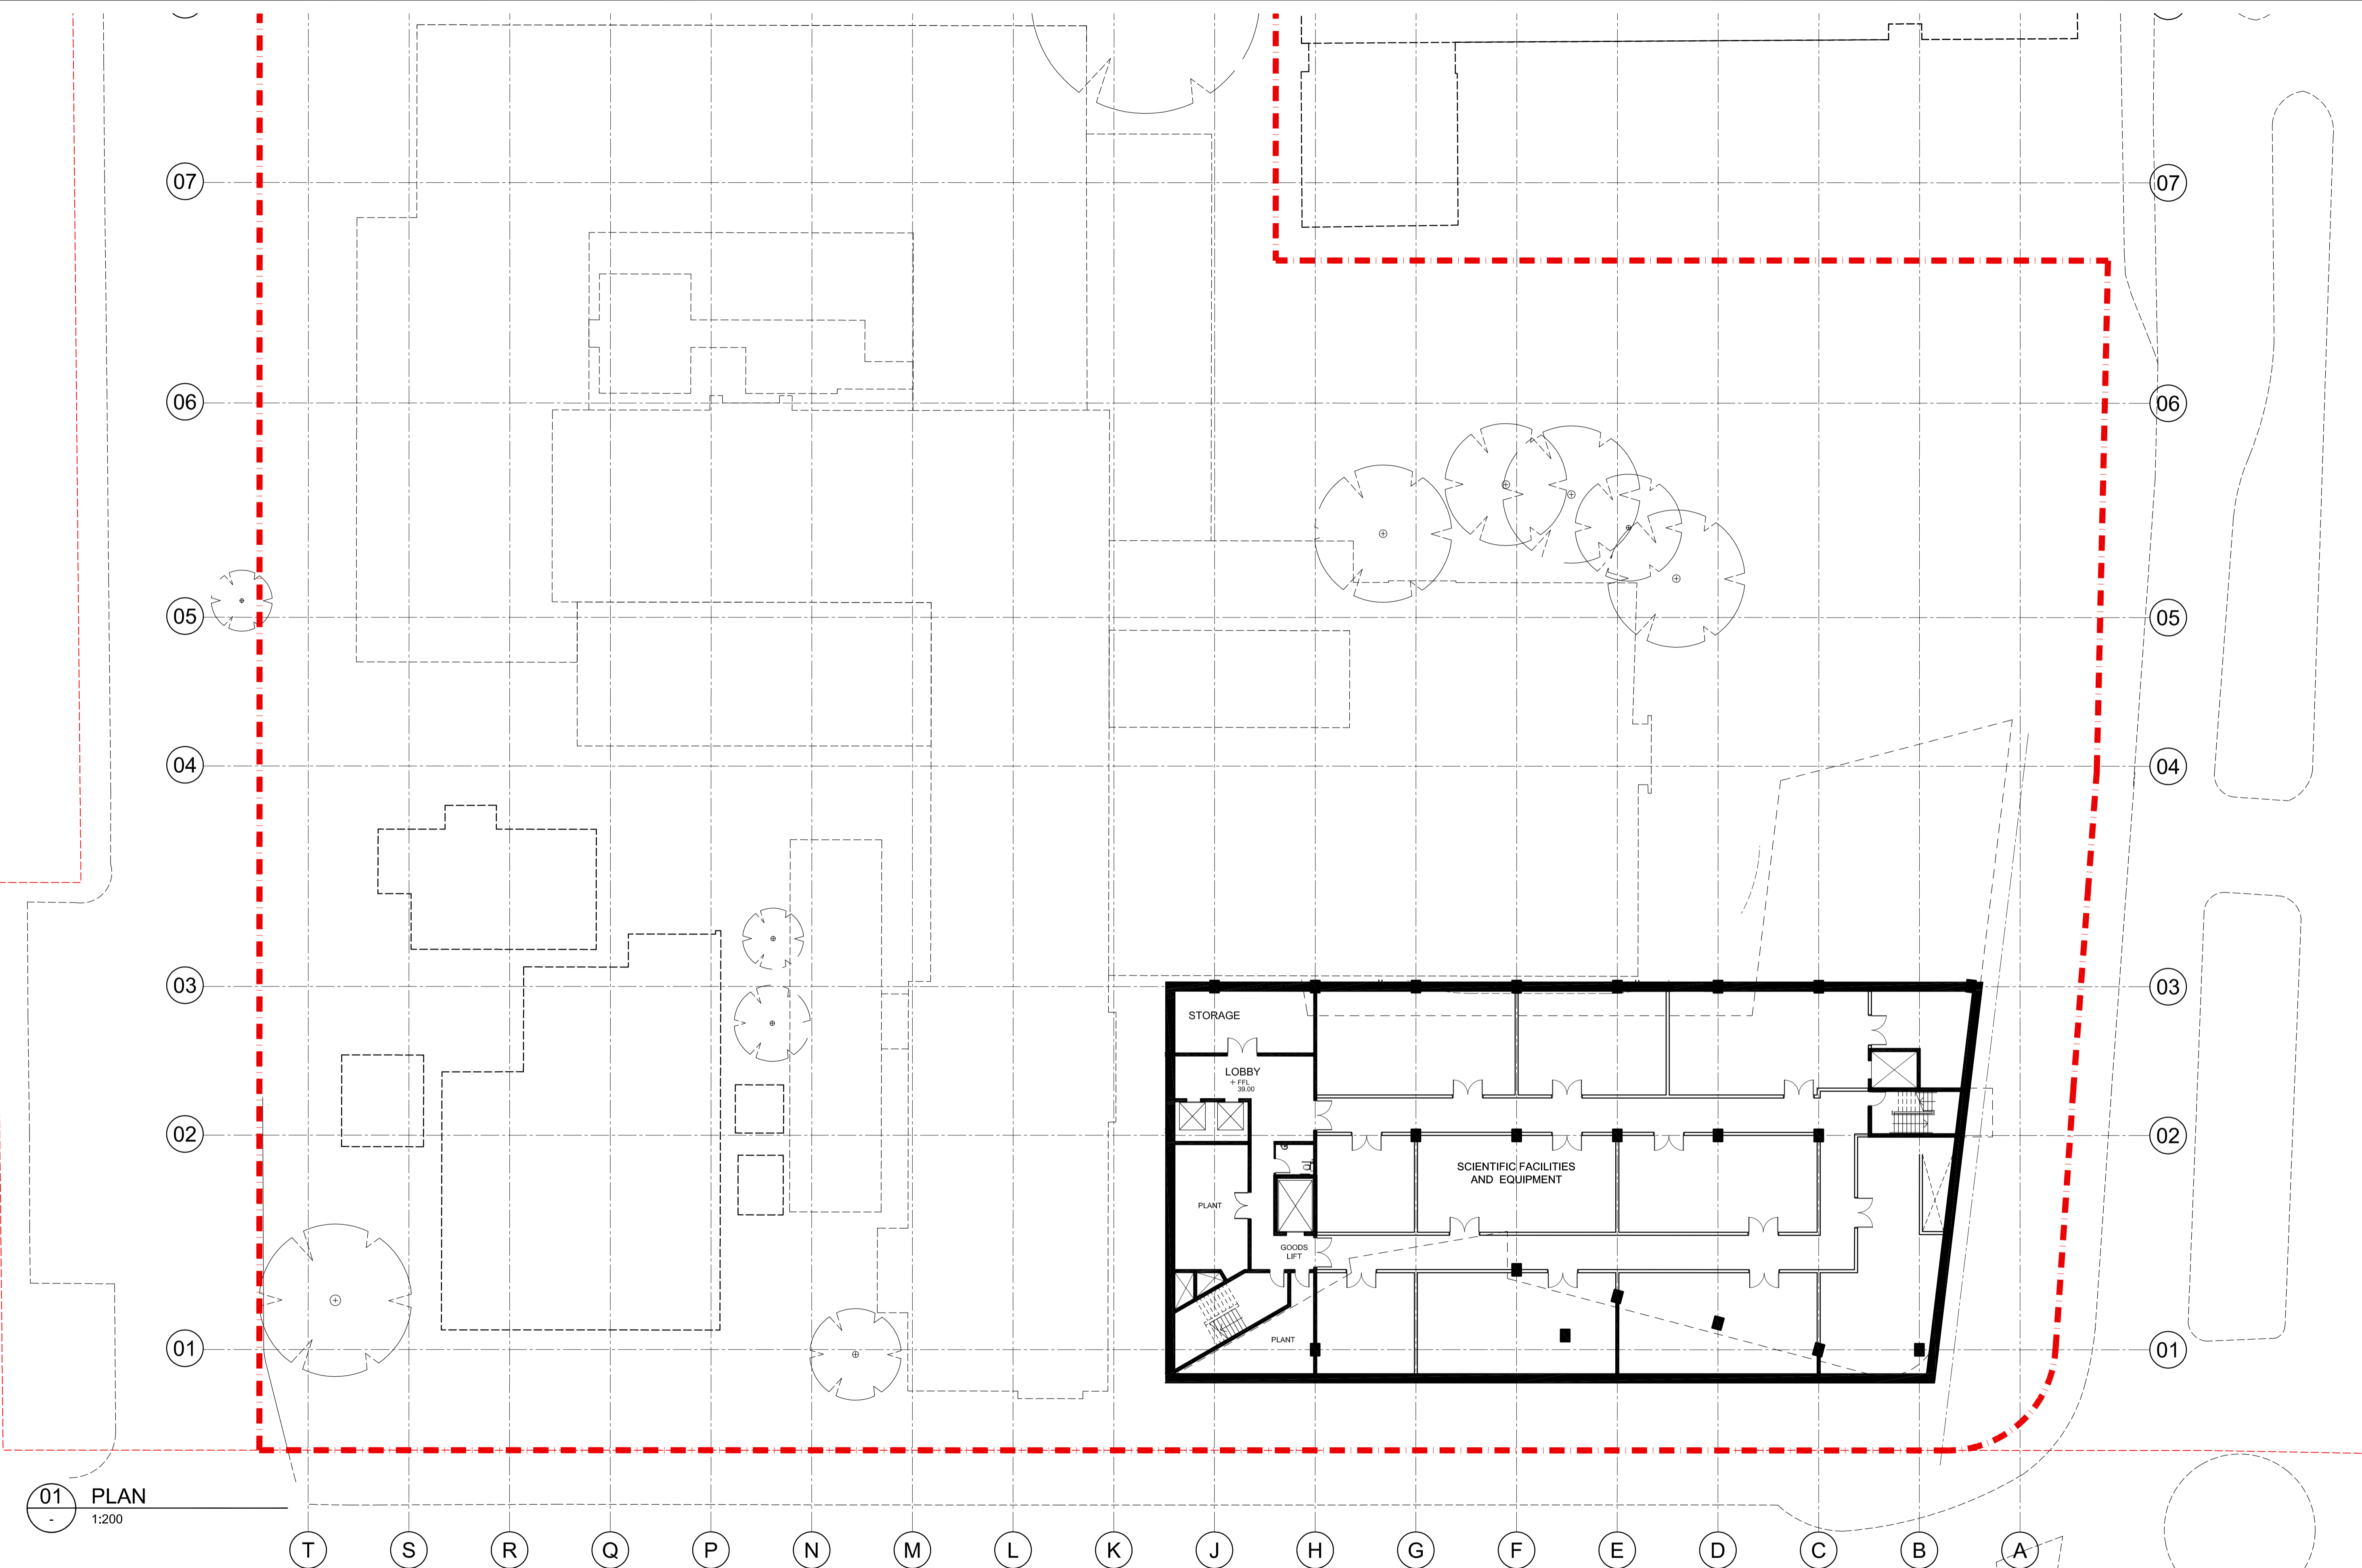 07
07
06
06
05
05
04
04
03
03
STORAGE
LOBBY
+ FFL
39.00
02
02
SCIENTIFIC FACILITIES
AND EQUIPMENT
PLANT
GOODS
LIFT
PLANT
01
01
01
PLAN
-
1:200
T
S
R
Q
P
N
M
L
K
J
H
G
F
E
D
C
B
A